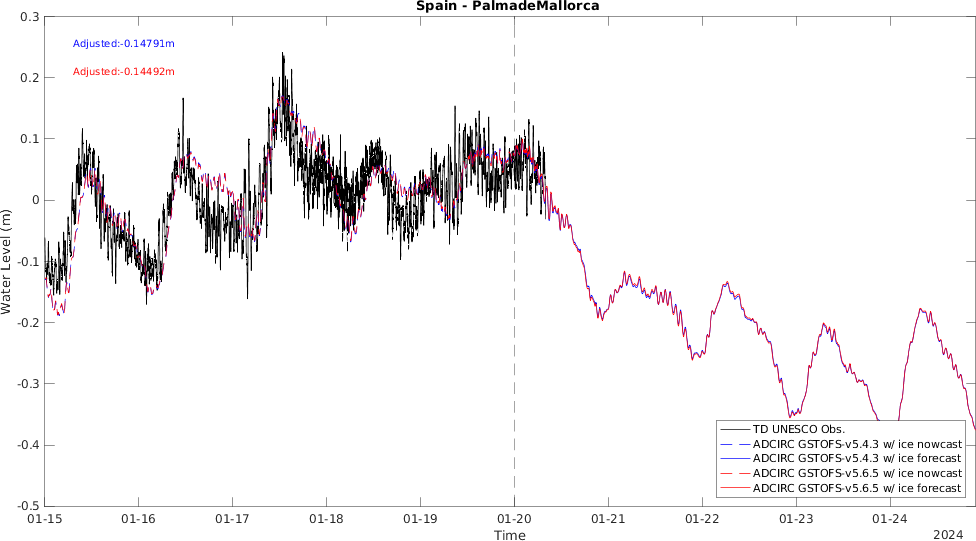 Spain - PalmadeMallorca
0.3
Adjusted:-0.14791m
Adjusted:-0.14492m
0.2
0.1
0
-0.1
-0.2
-0.3
-0.4
-0.5
Water Level (m)
TD UNESCO Obs.
ADCIRC GSTOFS-v5.4.3 w/ ice nowcast
ADCIRC GSTOFS-v5.4.3 w/ ice forecast
ADCIRC GSTOFS-v5.6.5 w/ ice nowcast
ADCIRC GSTOFS-v5.6.5 w/ ice forecast
01-15 01-16 01-17 01-18 01-19 01-20 01-21 01-22 01-23 01-24
Time
2024